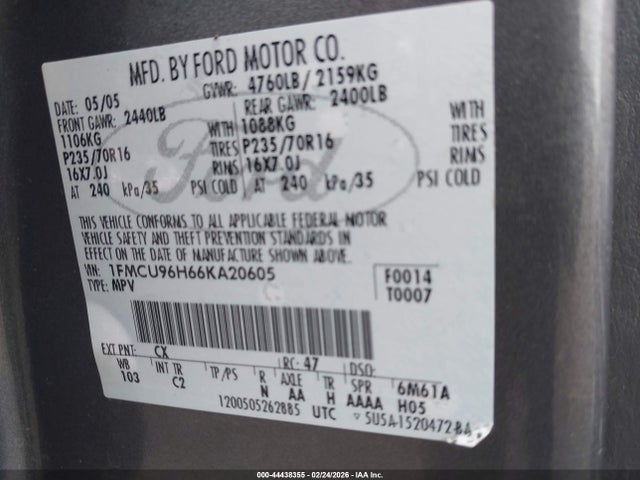 MFD. BY FORD MOTOR CO.
DATE: 05/05 GVWR: 4760LB / 2159KG
FRONT GAWR: 2440LB REAR GAWR: 2400LB
1106KG WITH 1088KG WITH
P235/70R16 TIRES P235/70R16 TIRES
16X7.0J RIMS 16X7.0J RIMS
AT 240 kPa/35 PSI COLD AT 240 kPa/35 PSI COLD
Ford
THIS VEHICLE CONFORMS TO ALL APPLICABLE FEDERAL MOTOR
VEHICLE SAFETY AND THEFT PREVENTION STANDARDS IN
EFFECT ON THE DATE OF MANUFACTURE SHOWN ABOVE.
VIN: 1FMCU96H66KA20605 F0014
TYPE: MPV T0007
EXT PNT: CX RC: 47 DSO:
WB INT TR TP/PS R AXLE TR SPR 6M61A
103 C2 N AA H AAAA H05
1200505262885 UTC 5U5A-1520472-BA
000-44438355 - 02/24/2026 - IAA Inc.